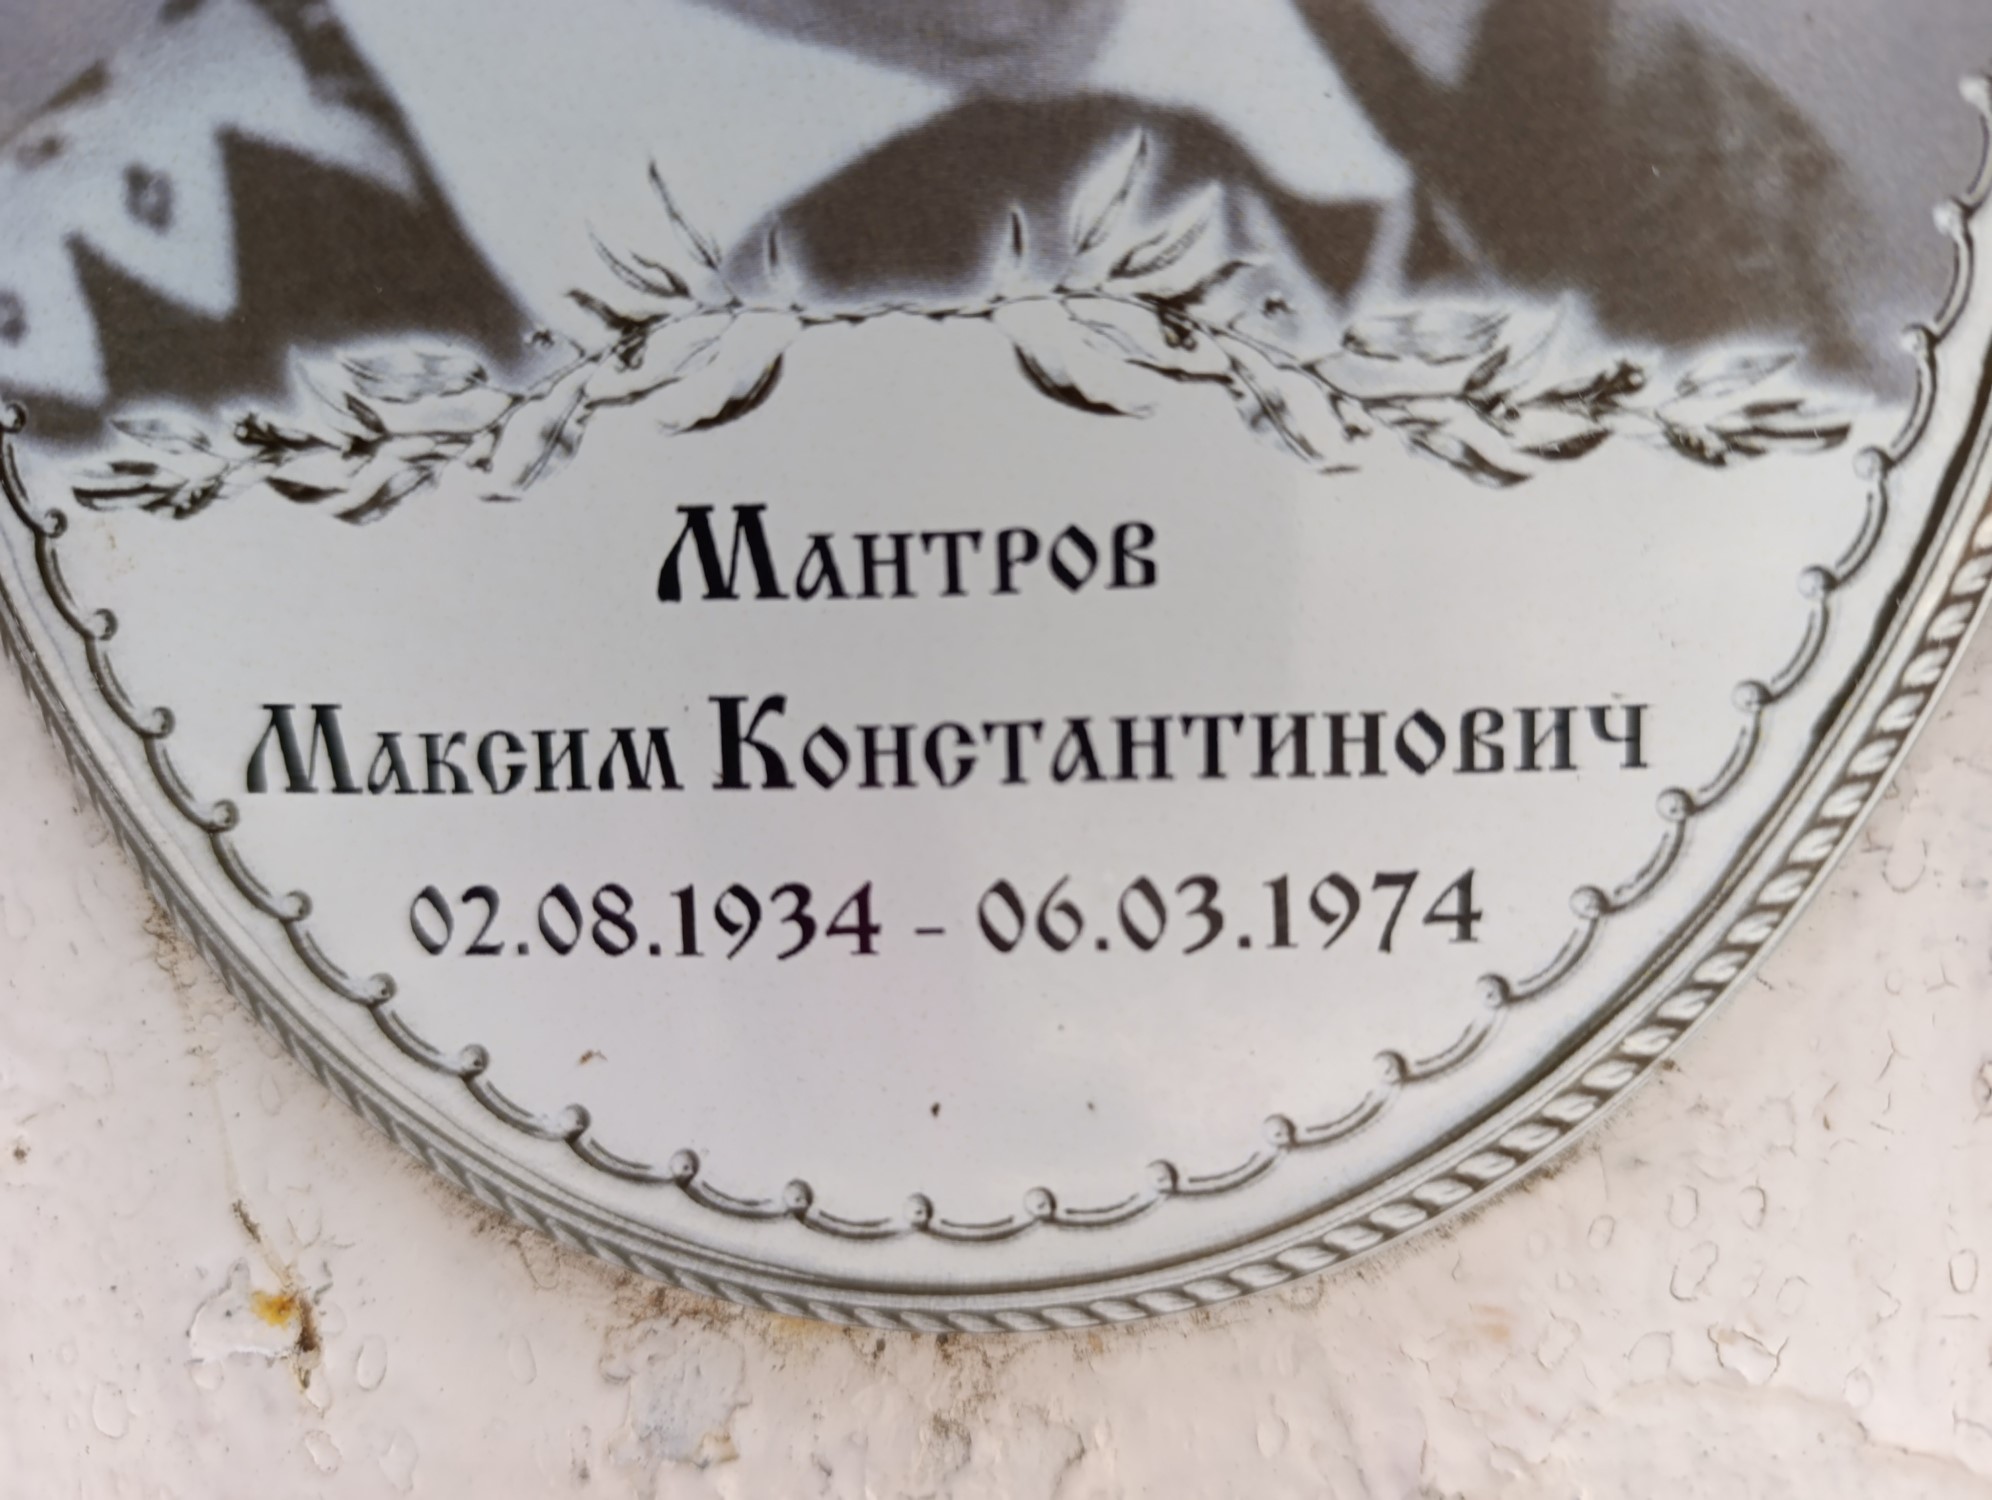 Мантров
Максим Константинович
02.08.1934 - 06.03.1974